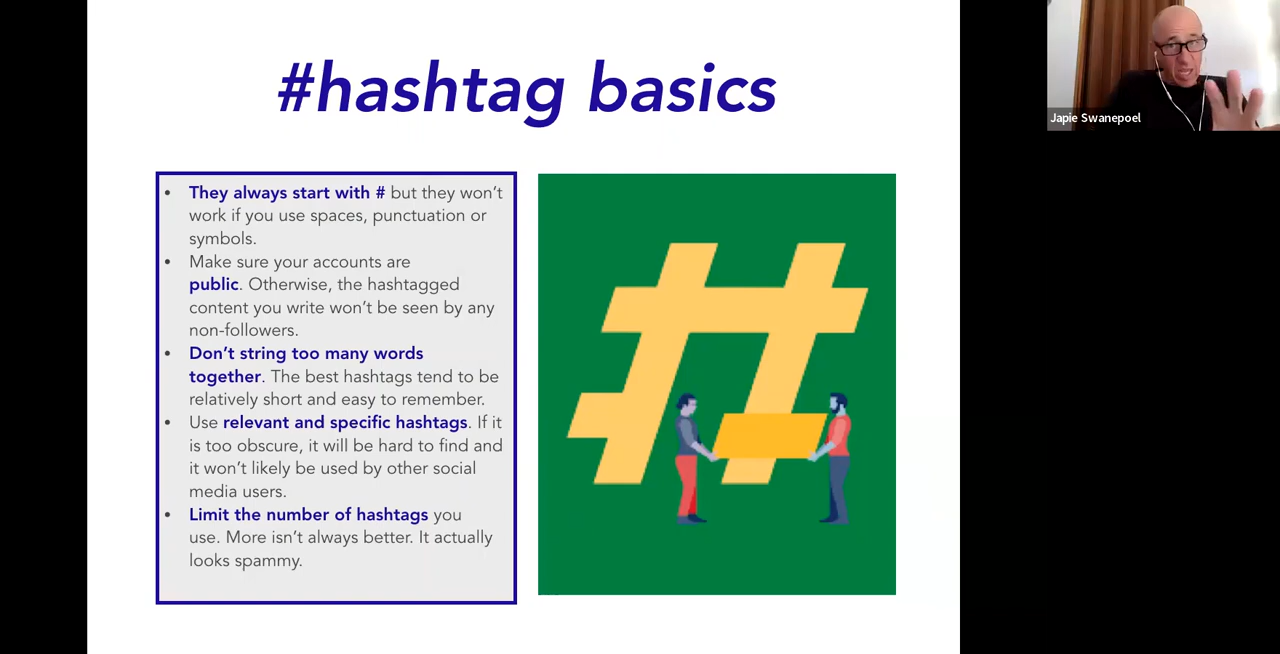 #hashtag basics
• They always start with # but they won't
work if you use spaces, punctuation or
symbols.
• Make sure your accounts are
public. Otherwise, the hashtagged
content you write won't be seen by any
non-followers.
• Don't string too many words
together. The best hashtags tend to be
relatively short and easy to remember.
• Use relevant and specific hashtags. If it
is too obscure, it will be hard to find and
it won't likely be used by other social
media users.
• Limit the number of hashtags you
use. More isn't always better. It actually
looks spammy.
Japie Swanepoel